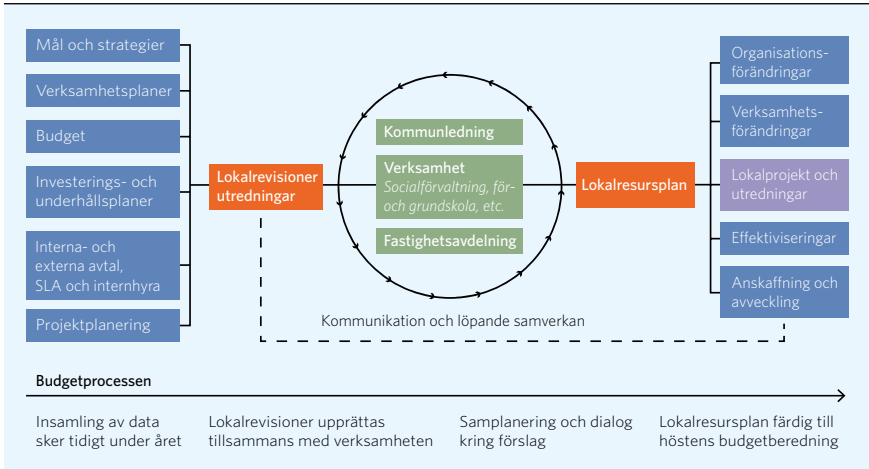 Mål och strategier
Verksamhetsplaner
Budget
Investerings- och
underhållsplaner
Interna- och
externa avtal,
SLA och internhyra
Projektplanering
Lokalrevisioner
utredningar
Kommunledning
Verksamhet
Socialförvaltning, för-
och grundskola, etc.
Fastighetsavdelning
Kommunikation och löpande samverkan
Lokalresursplan
Organisations-
förändringar
Verksamhets-
förändringar
Lokalprojekt och
utredningar
Effektiviseringar
Anskaffning och
avveckling
Budgetprocessen
Insamling av data
sker tidigt under året
Lokalrevisioner upprättas
tillsammans med verksamheten
Samplanering och dialog
kring förslag
Lokalresursplan färdig till
höstens budgetberedning